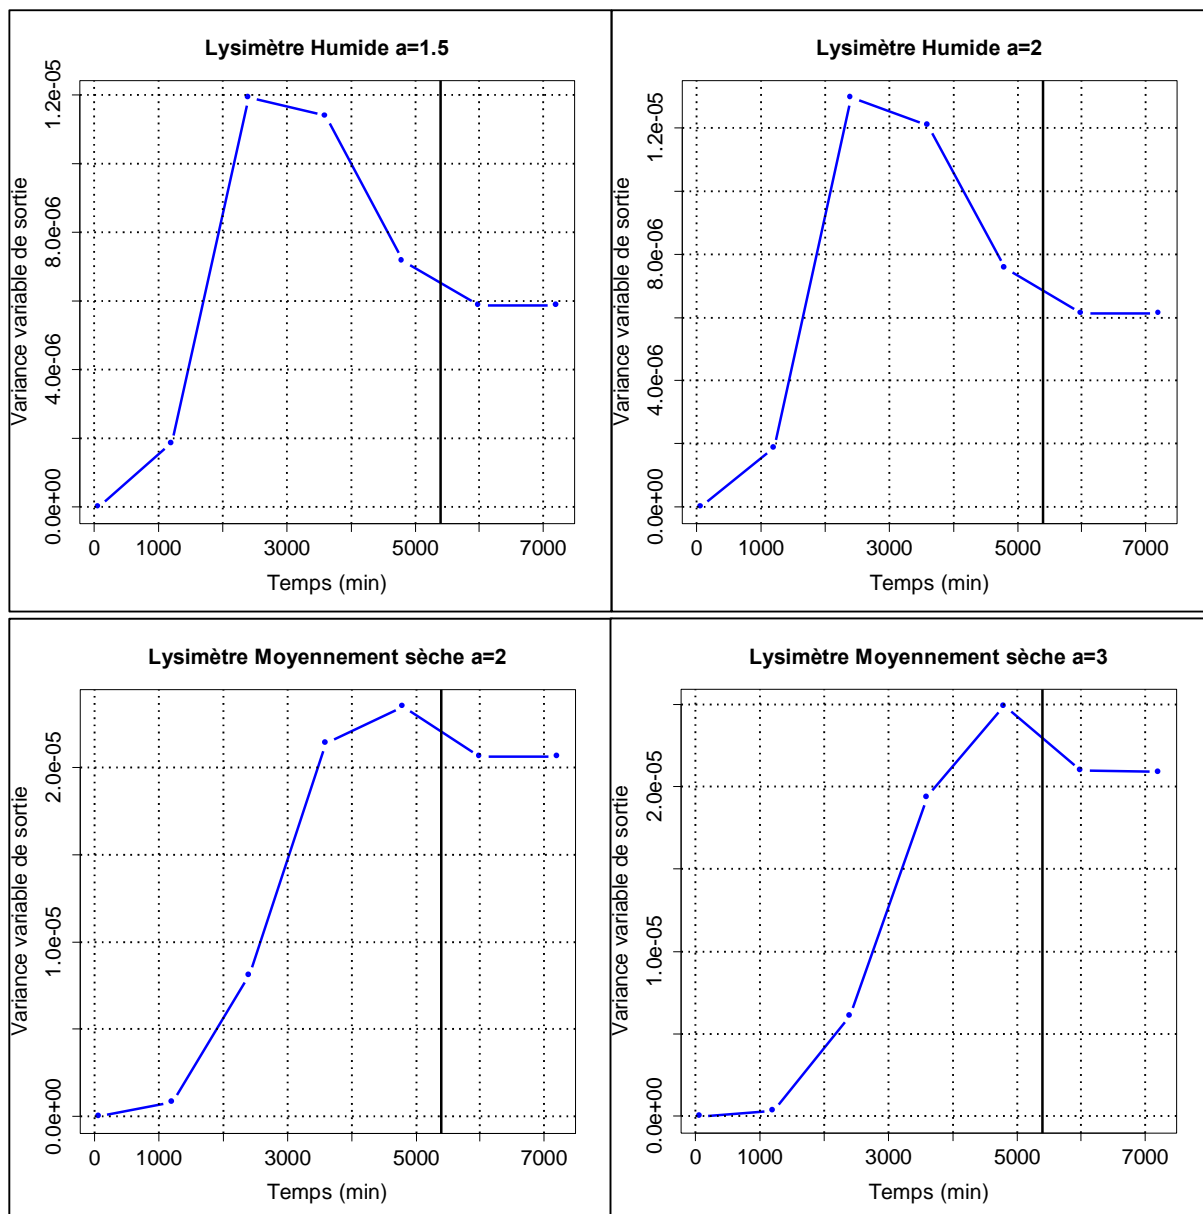 Lysimètre Humide a=1.5
Variance variable de sortie
0.0e+00 4.0e-06 8.0e-06 1.2e-05
0 1000 3000 5000 7000
Temps (min)
Lysimètre Humide a=2
Variance variable de sortie
0.0e+00 4.0e-06 8.0e-06 1.2e-05
0 1000 3000 5000 7000
Temps (min)
Lysimètre Moyennement sèche a=2
Variance variable de sortie
0.0e+00 1.0e-05 2.0e-05
0 1000 3000 5000 7000
Temps (min)
Lysimètre Moyennement sèche a=3
Variance variable de sortie
0.0e+00 1.0e-05 2.0e-05
0 1000 3000 5000 7000
Temps (min)